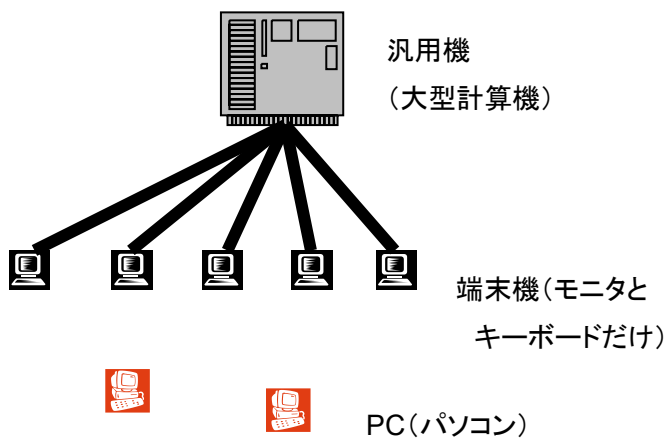 汎用機
（大型計算機）
端末機（モニタと
キーボードだけ）
PC（パソコン）